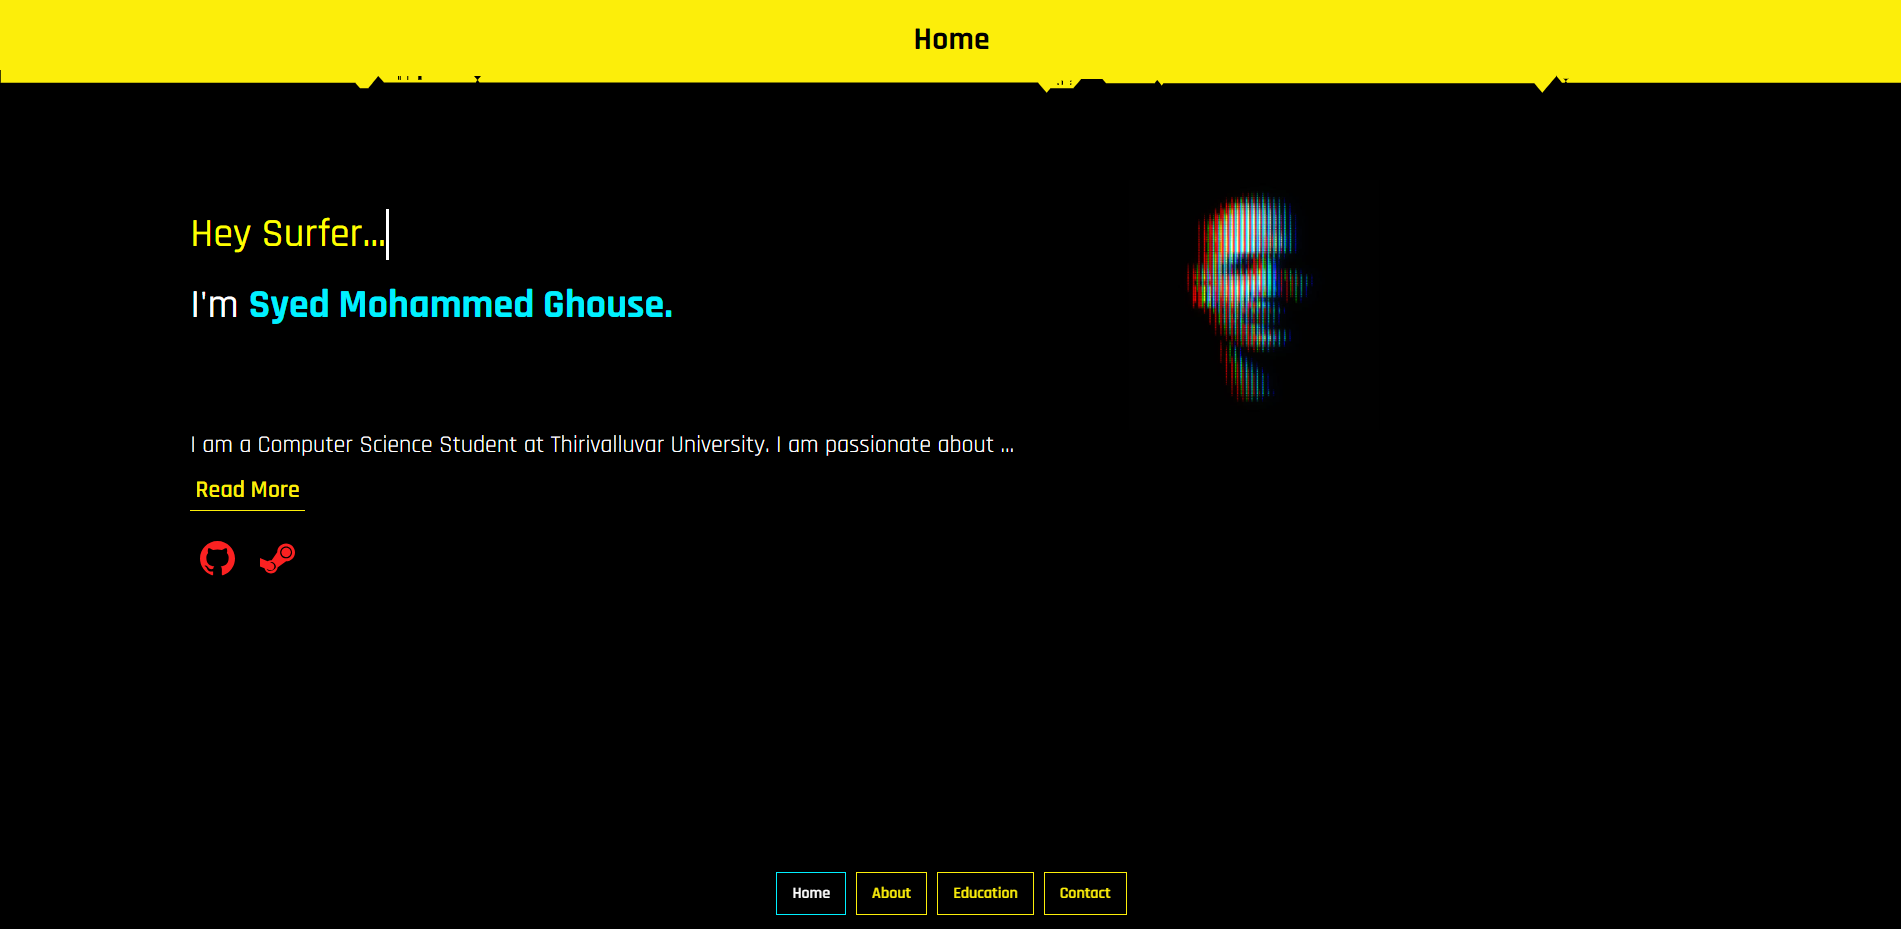 Home
Hey Surfer...
I'm Syed Mohammed Ghouse.
I am a Computer Science Student at Thirivalluvar University. I am passionate about ...
Read More
Home
About
Education
Contact